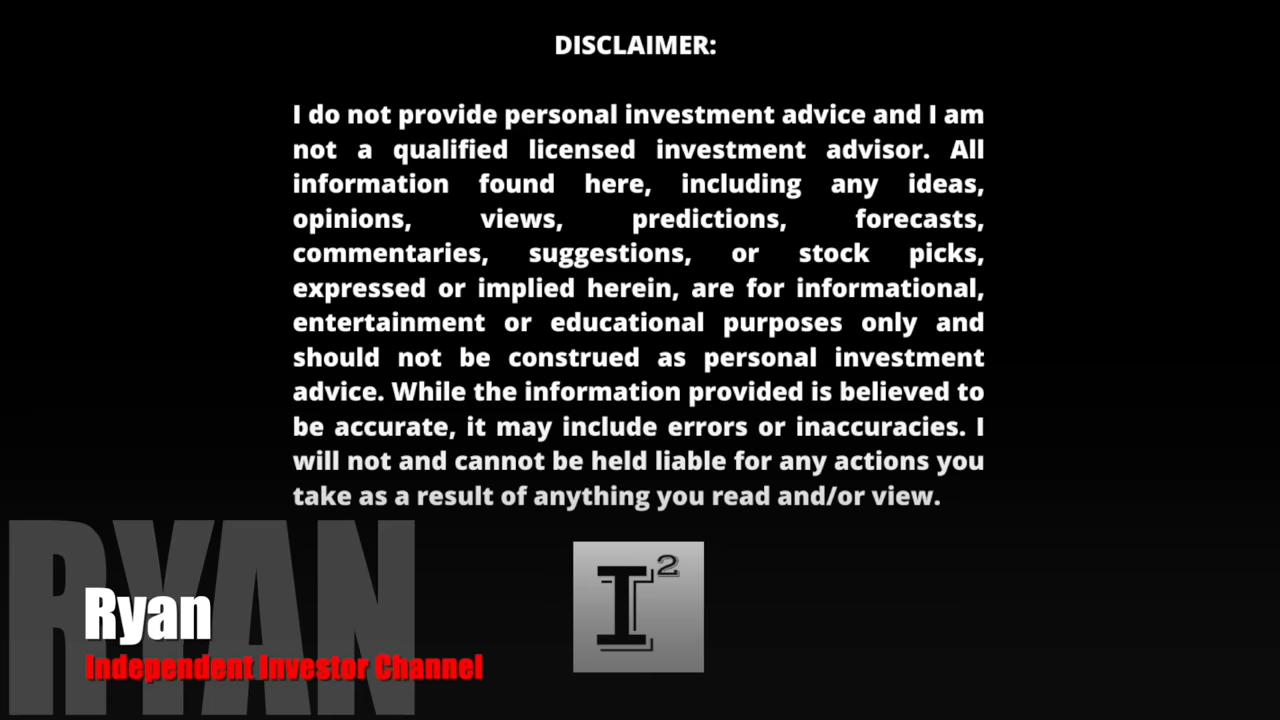 DISCLAIMER:
I do not provide personal investment advice and I am
not a qualified licensed investment advisor. All
information found here, including any ideas,
opinions, views, predictions, forecasts,
commentaries, suggestions, or stock picks,
expressed or implied herein, are for informational,
entertainment or educational purposes only and
should not be construed as personal investment
advice. While the information provided is believed to
be accurate, it may include errors or inaccuracies. I
will not and cannot be held liable for any actions you
take as a result of anything you read and/or view.
I²
RYAN
Ryan
Independent Investor Channel